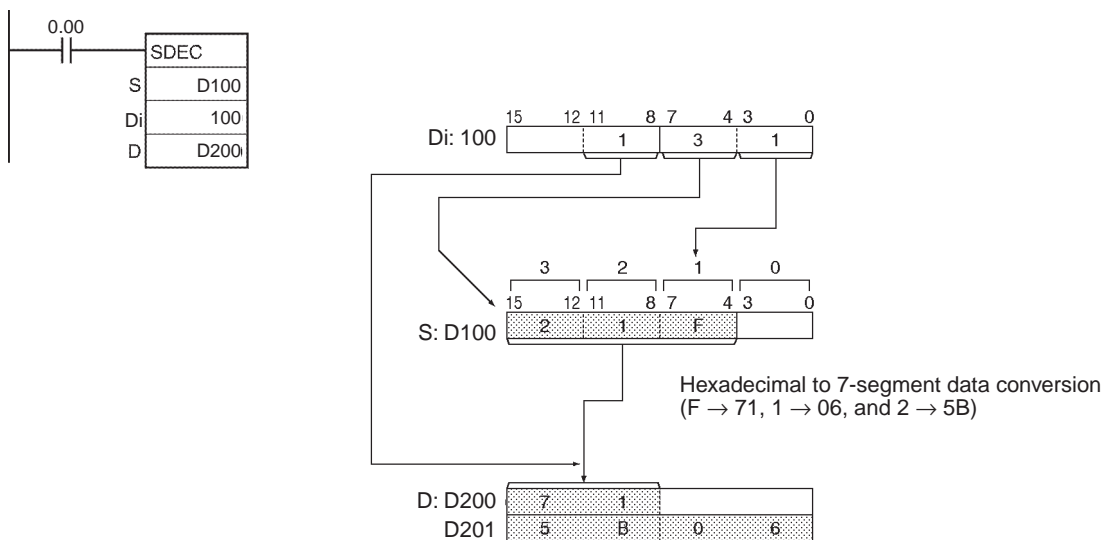 0.00
SDEC
S D100
Di 100
D D200
15 12 11 8 7 4 3 0
Di: 100 1 3 1
3 2 1 0
15 12 11 8 7 4 3 0
S: D100 2 1 F
Hexadecimal to 7-segment data conversion
(F → 71, 1 → 06, and 2 → 5B)
D: D200 7 1
D201 5 B 0 6